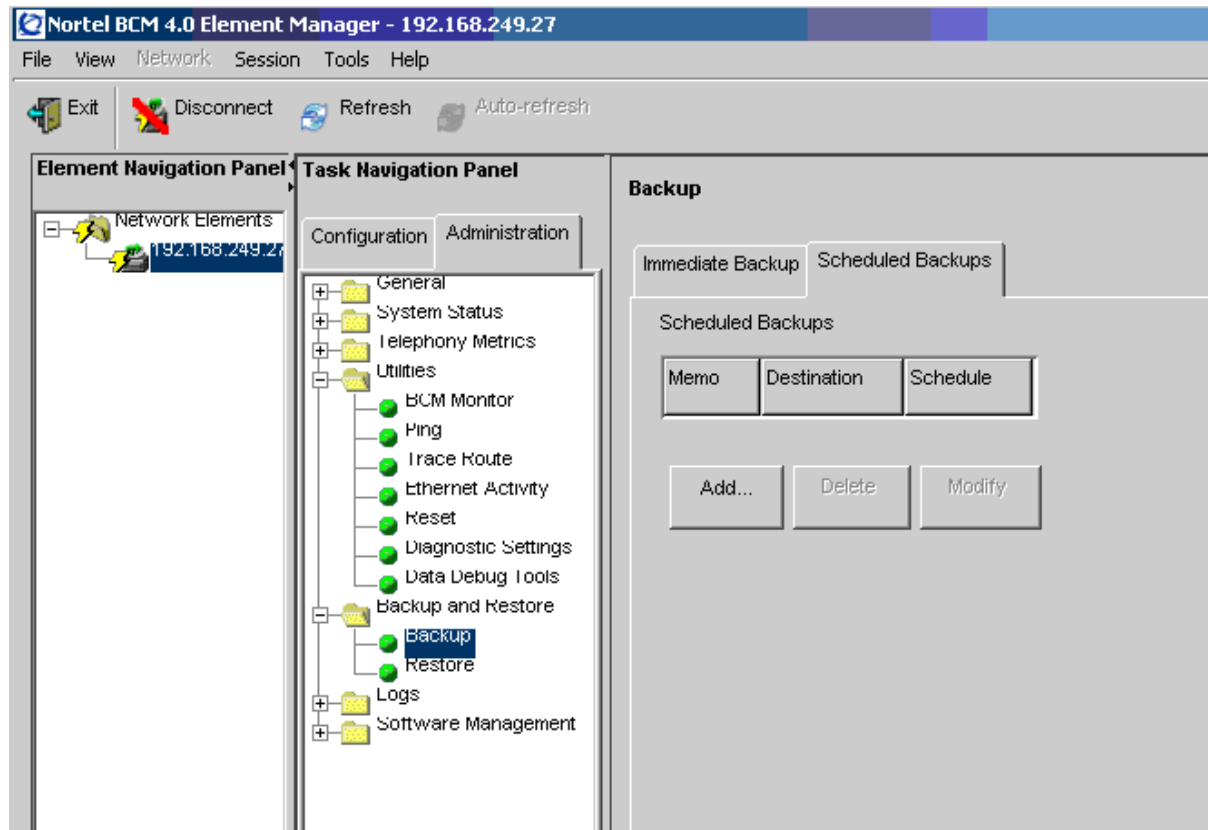 Nortel BCM 4.0 Element Manager - 192.168.249.27
File View Network Session Tools Help
Exit Disconnect Refresh Auto-refresh
Element Navigation Panel
Network Elements
192.168.249.27
Task Navigation Panel
Configuration Administration
General
System Status
Telephony Metrics
Utilities
BCM Monitor
Ping
Trace Route
Ethernet Activity
Reset
Diagnostic Settings
Data Debug Tools
Backup and Restore
Backup
Restore
Logs
Software Management
Backup
Immediate Backup Scheduled Backups
Scheduled Backups
Memo Destination Schedule
Add... Delete Modify